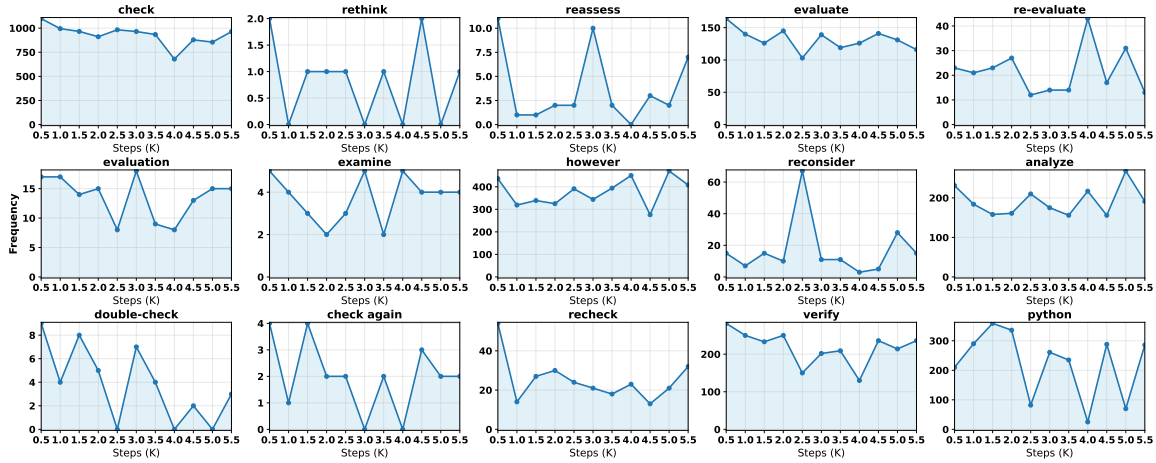 check rethink reassess evaluate re-evaluate
1000
750
500
250
0
0.5 1.0 1.5 2.0 2.5 3.0 3.5 4.0 4.5 5.0 5.5
Steps (K)
2.0
1.5
1.0
0.5
0.0
0.5 1.0 1.5 2.0 2.5 3.0 3.5 4.0 4.5 5.0 5.5
Steps (K)
10.0
7.5
5.0
2.5
0.0
0.5 1.0 1.5 2.0 2.5 3.0 3.5 4.0 4.5 5.0 5.5
Steps (K)
150
100
50
0
0.5 1.0 1.5 2.0 2.5 3.0 3.5 4.0 4.5 5.0 5.5
Steps (K)
40
30
20
10
0
0.5 1.0 1.5 2.0 2.5 3.0 3.5 4.0 4.5 5.0 5.5
Steps (K)
Frequency
evaluation examine however reconsider analyze
15
10
5
0
0.5 1.0 1.5 2.0 2.5 3.0 3.5 4.0 4.5 5.0 5.5
Steps (K)
4
2
0
0.5 1.0 1.5 2.0 2.5 3.0 3.5 4.0 4.5 5.0 5.5
Steps (K)
400
300
200
100
0
0.5 1.0 1.5 2.0 2.5 3.0 3.5 4.0 4.5 5.0 5.5
Steps (K)
60
40
20
0
0.5 1.0 1.5 2.0 2.5 3.0 3.5 4.0 4.5 5.0 5.5
Steps (K)
200
100
0
0.5 1.0 1.5 2.0 2.5 3.0 3.5 4.0 4.5 5.0 5.5
Steps (K)
double-check check again recheck verify python
8
6
4
2
0
0.5 1.0 1.5 2.0 2.5 3.0 3.5 4.0 4.5 5.0 5.5
Steps (K)
4
3
2
1
0
0.5 1.0 1.5 2.0 2.5 3.0 3.5 4.0 4.5 5.0 5.5
Steps (K)
40
20
0
0.5 1.0 1.5 2.0 2.5 3.0 3.5 4.0 4.5 5.0 5.5
Steps (K)
200
100
0
0.5 1.0 1.5 2.0 2.5 3.0 3.5 4.0 4.5 5.0 5.5
Steps (K)
300
200
100
0
0.5 1.0 1.5 2.0 2.5 3.0 3.5 4.0 4.5 5.0 5.5
Steps (K)